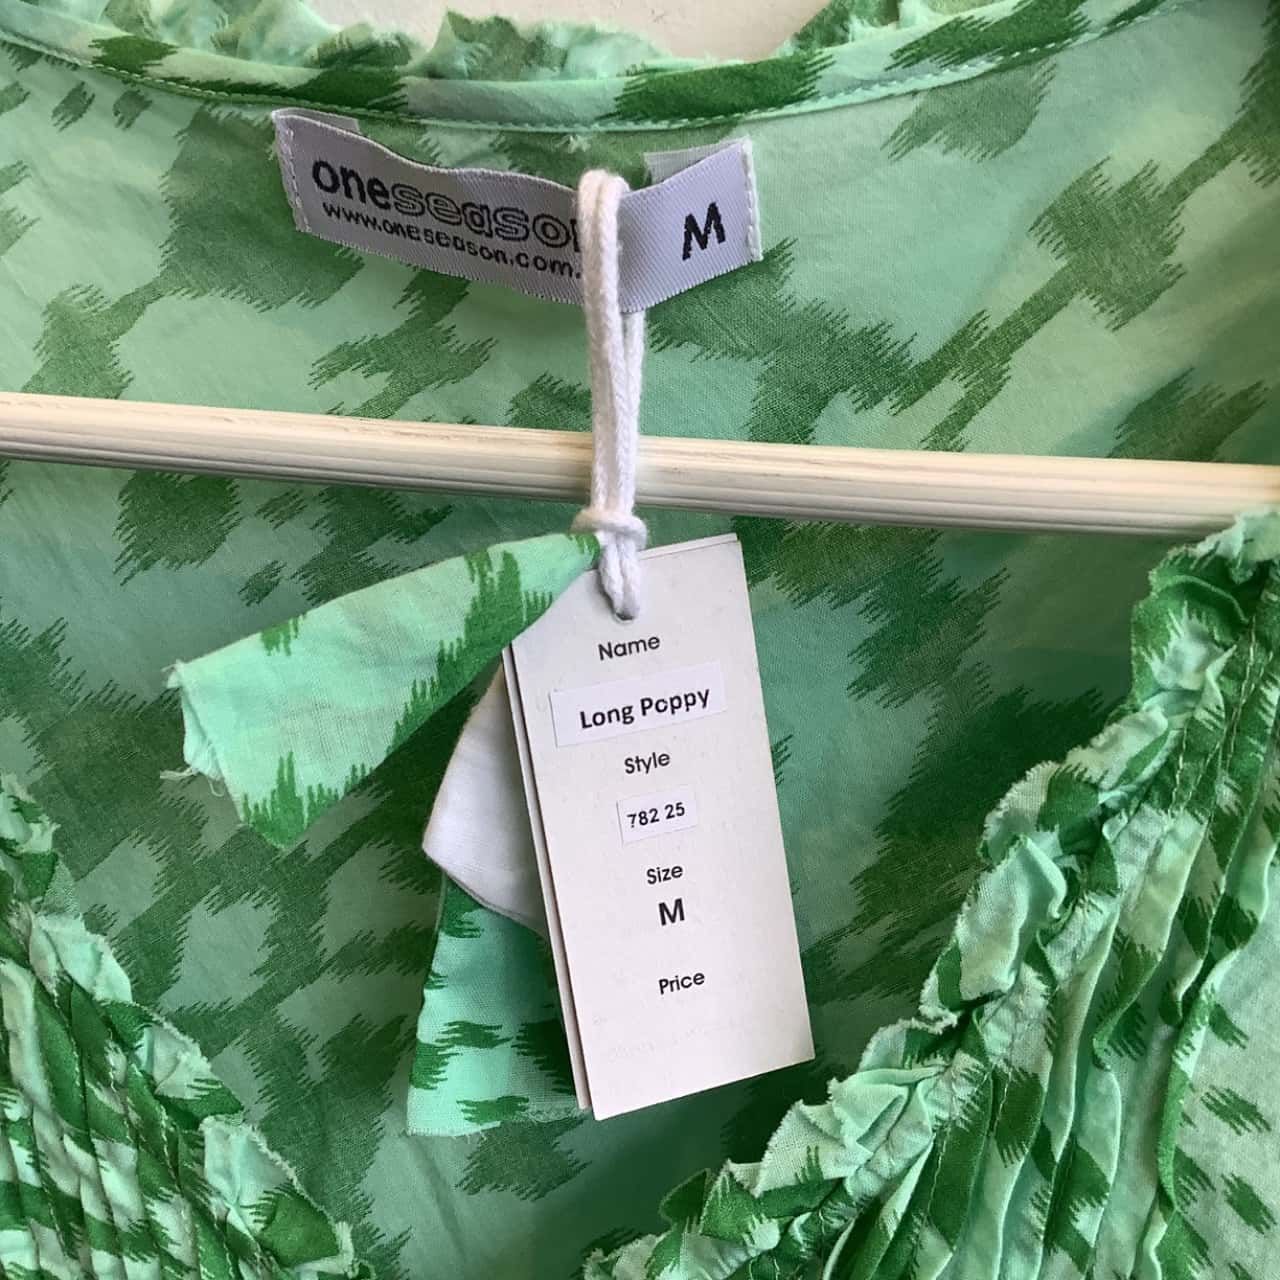 oneseason
www.oneseason.com.
M
Name
Long Poppy
Style
782 25
Size
M
Price